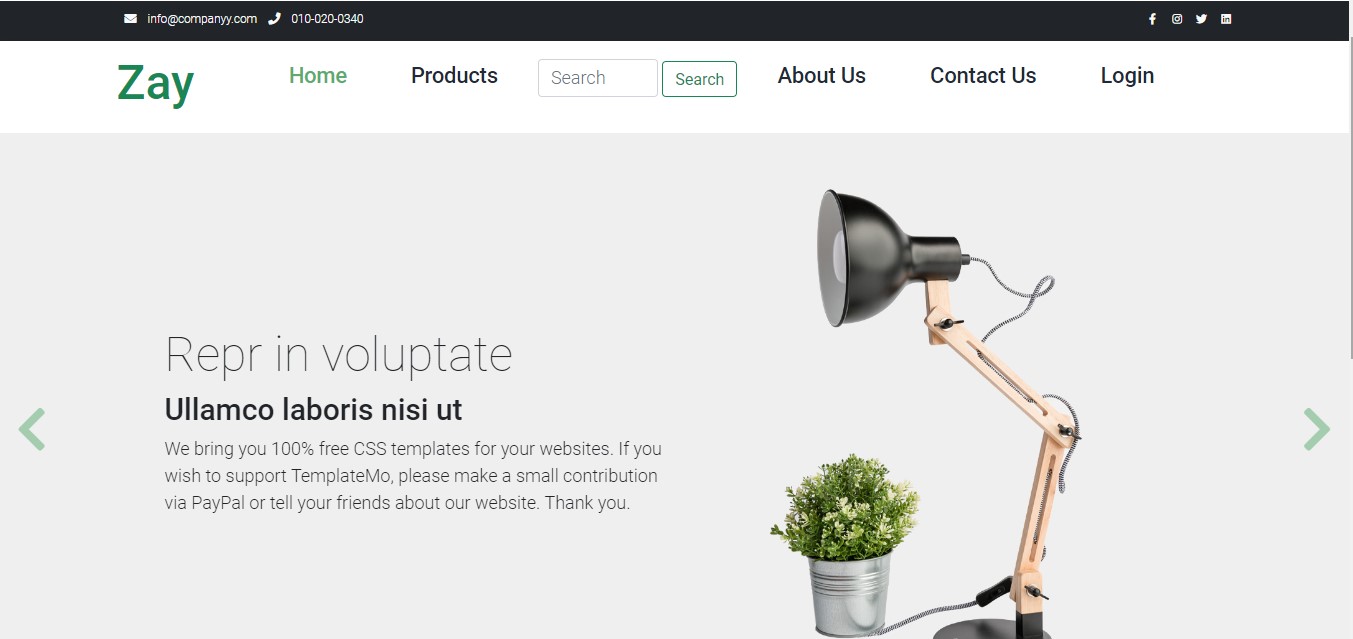 info@companyy.com 010-020-0340
Zay Home Products Search Search About Us Contact Us Login
Repr in voluptate
Ullamco laboris nisi ut
We bring you 100% free CSS templates for your websites. If you
wish to support TemplateMo, please make a small contribution
via PayPal or tell your friends about our website. Thank you.